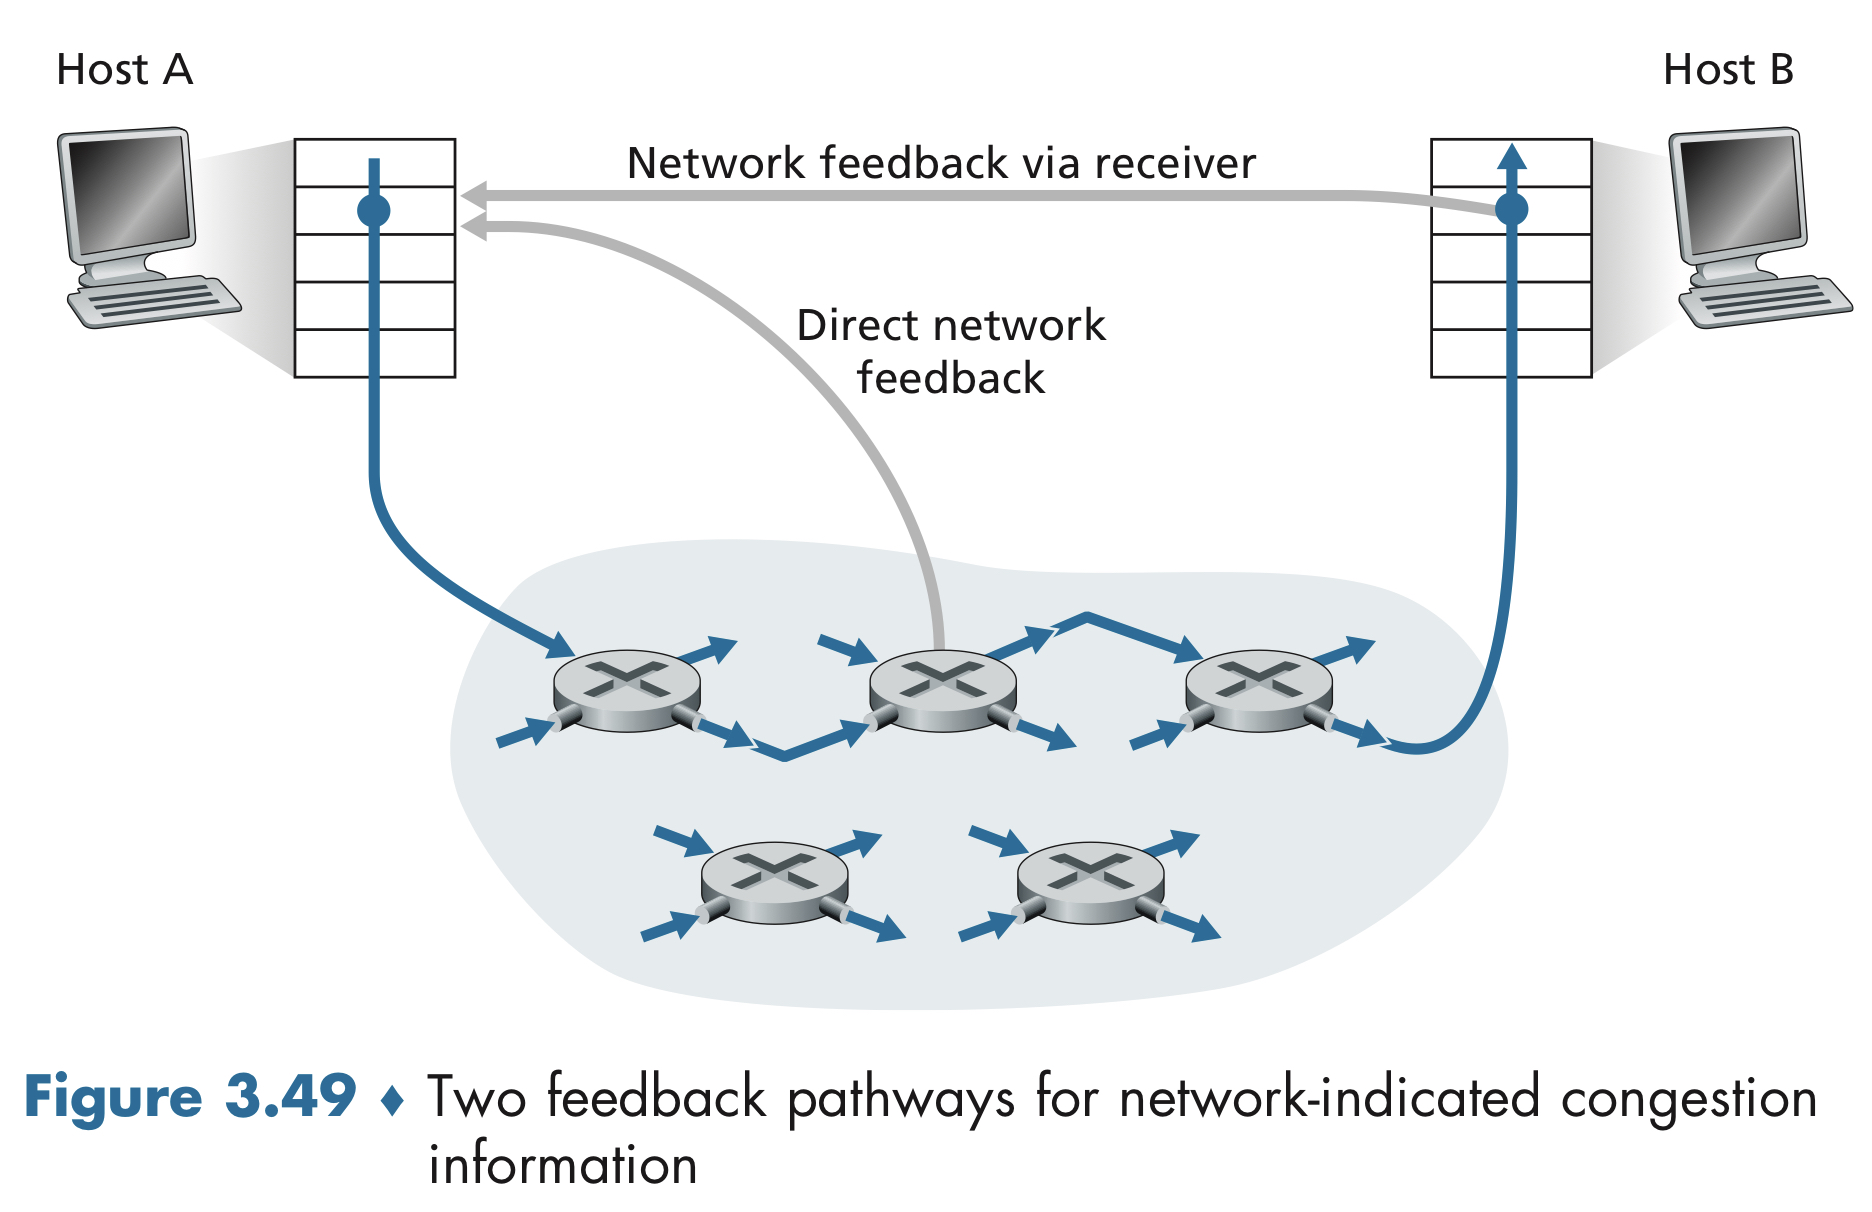 Host A
Host B
Network feedback via receiver
Direct network
feedback
Figure 3.49 ♦ Two feedback pathways for network-indicated congestion
information